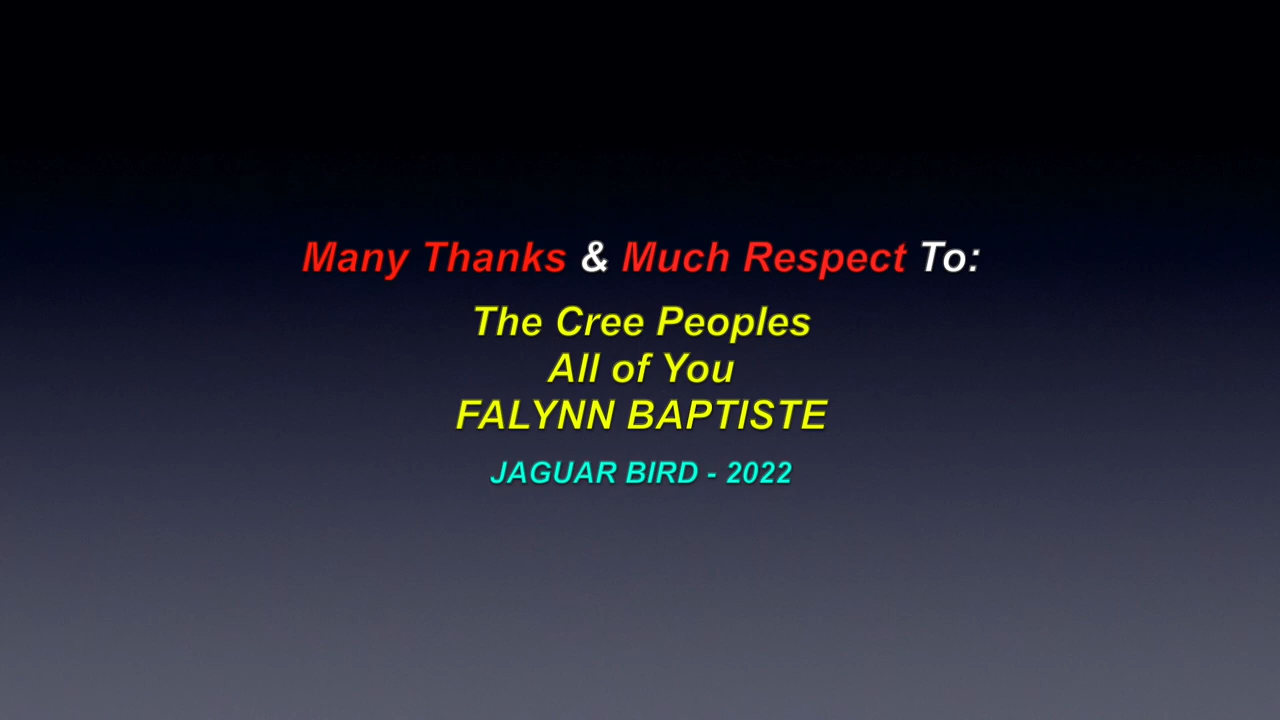 Many Thanks & Much Respect To:
The Cree Peoples
All of You
FALYNN BAPTISTE
JAGUAR BIRD - 2022